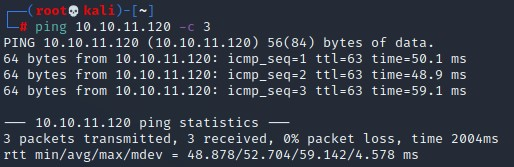 ┌──(root💀kali)-[~]
└─# ping 10.10.11.120 -c 3
PING 10.10.11.120 (10.10.11.120) 56(84) bytes of data.
64 bytes from 10.10.11.120: icmp_seq=1 ttl=63 time=50.1 ms
64 bytes from 10.10.11.120: icmp_seq=2 ttl=63 time=48.9 ms
64 bytes from 10.10.11.120: icmp_seq=3 ttl=63 time=59.1 ms
─── 10.10.11.120 ping statistics ───
3 packets transmitted, 3 received, 0% packet loss, time 2004ms
rtt min/avg/max/mdev = 48.878/52.704/59.142/4.578 ms